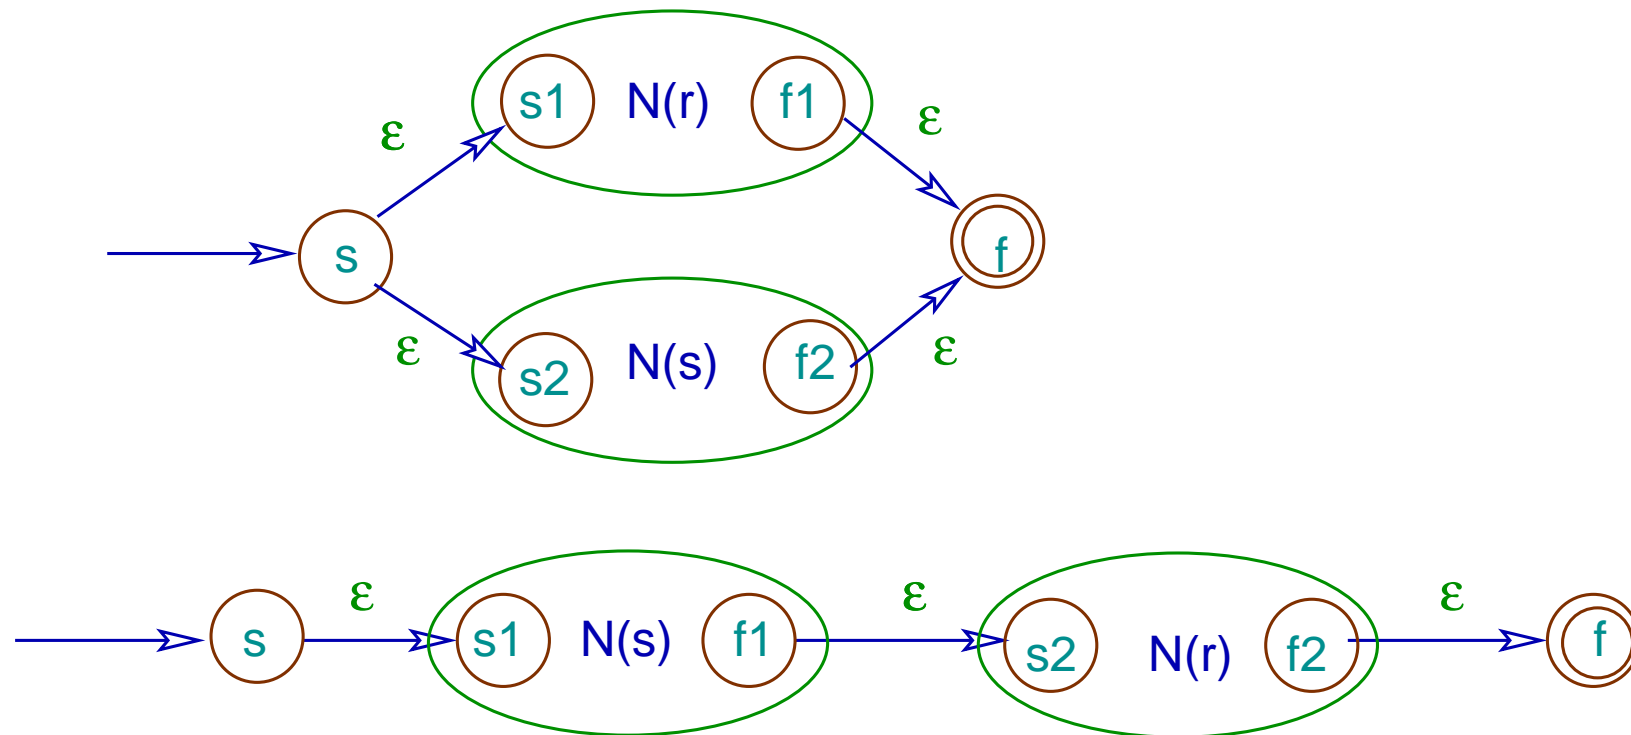 s1 N(r) f1
ε ε
s f
ε ε
s2 N(s) f2
ε ε ε
s s1 N(s) f1 s2 N(r) f2 f